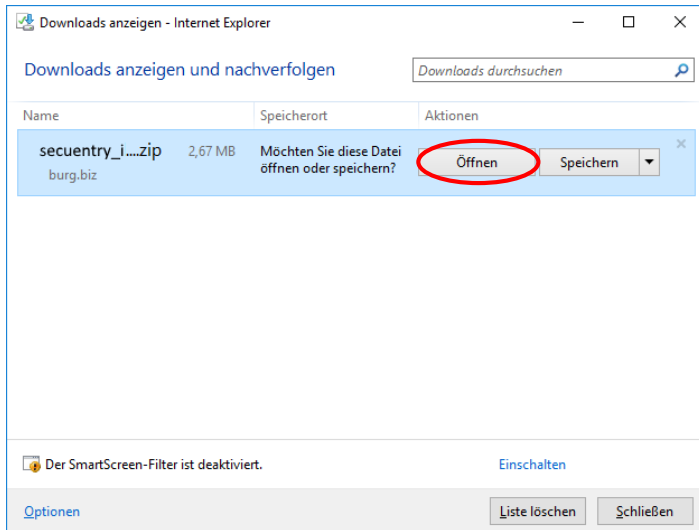 Downloads anzeigen - Internet Explorer
Downloads anzeigen und nachverfolgen
Downloads durchsuchen
Name Speicherort Aktionen
secuentry_i....zip 2,67 MB Möchten Sie diese Datei öffnen oder speichern? Öffnen Speichern
burg.biz
Der SmartScreen-Filter ist deaktiviert. Einschalten
Optionen Liste löschen Schließen